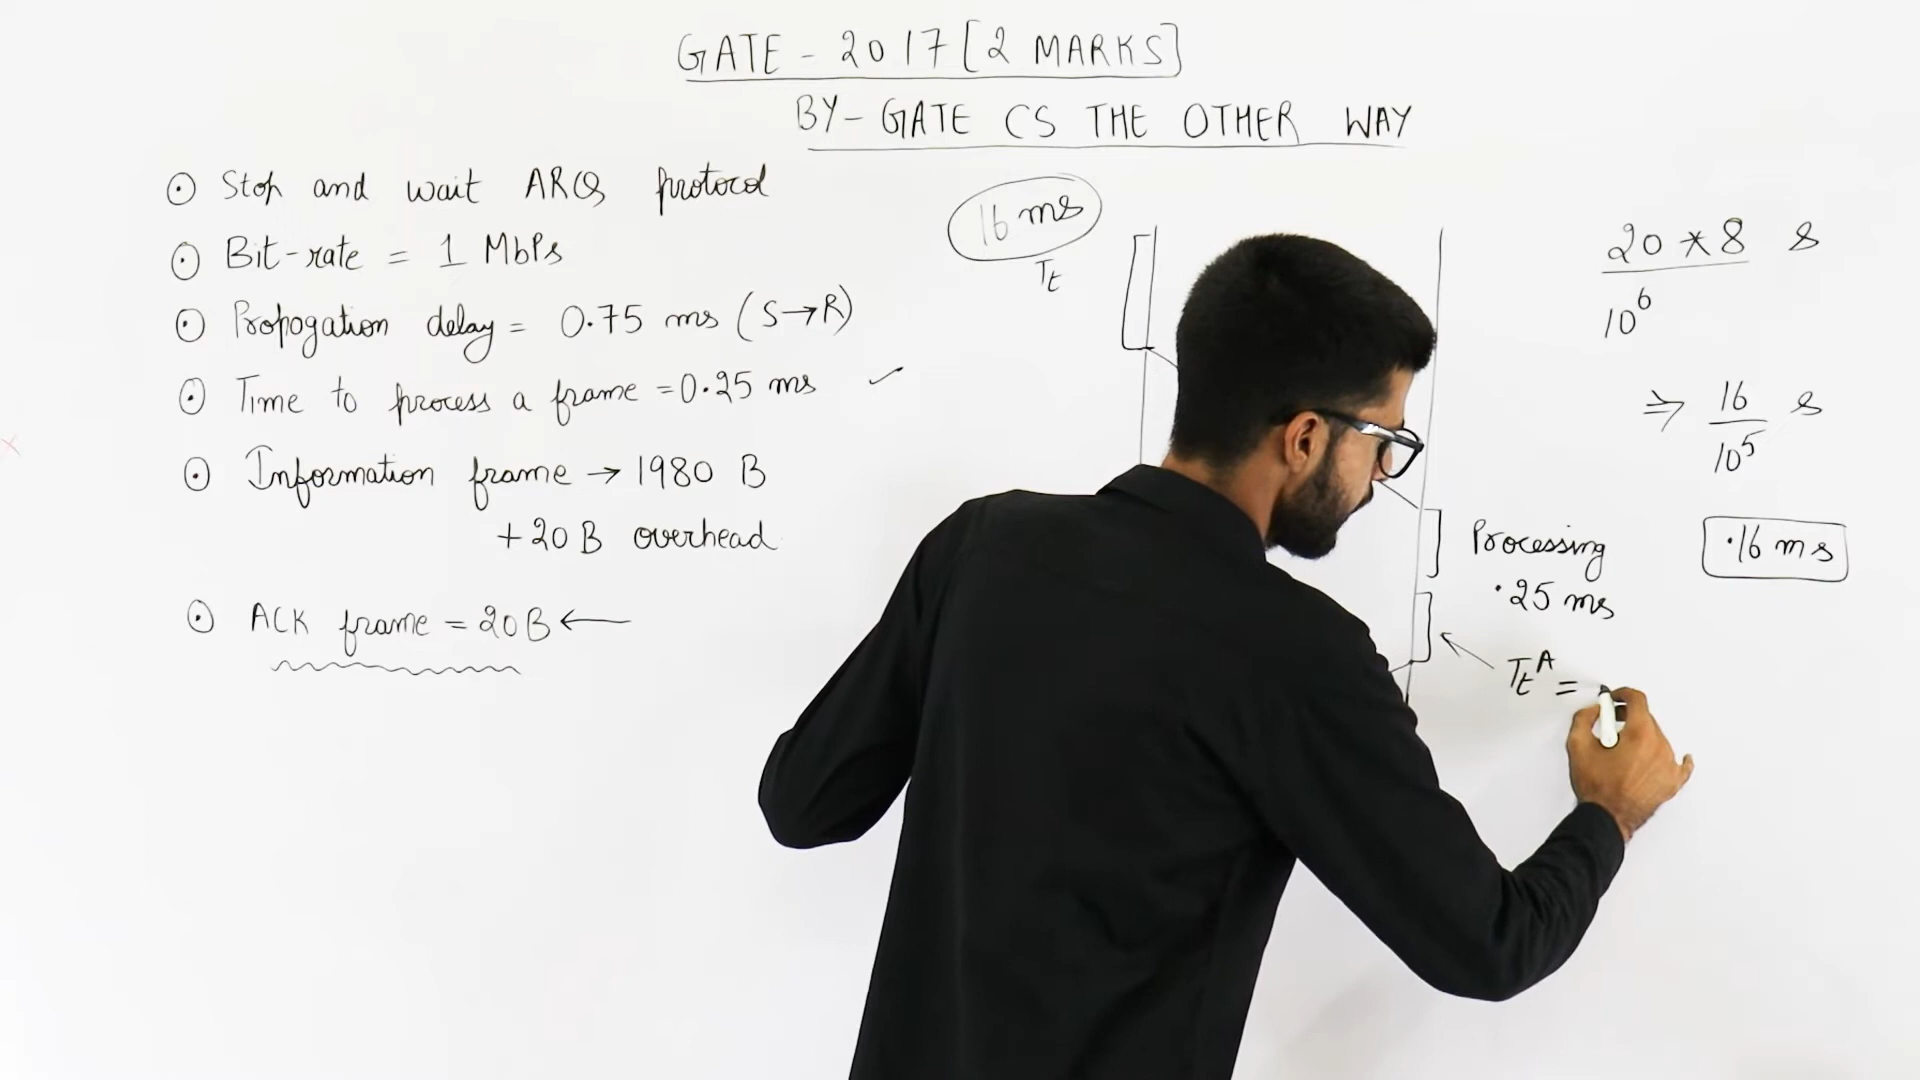 GATE - 2017 [2 MARKS]
BY - GATE CS THE OTHER WAY
Stop and wait ARQ protocol
Bit-rate = 1 Mbps
Propogation delay = 0.75 ms (S→R)
Time to process a frame = 0.25 ms ✓
Information frame → 1980 B
+ 20 B overhead
ACK frame = 20 B ←
16 ms
Tt
Processing
.25 ms
TtA =
20 * 8 s
10^6
⇒ 16 s
10^5
.16 ms